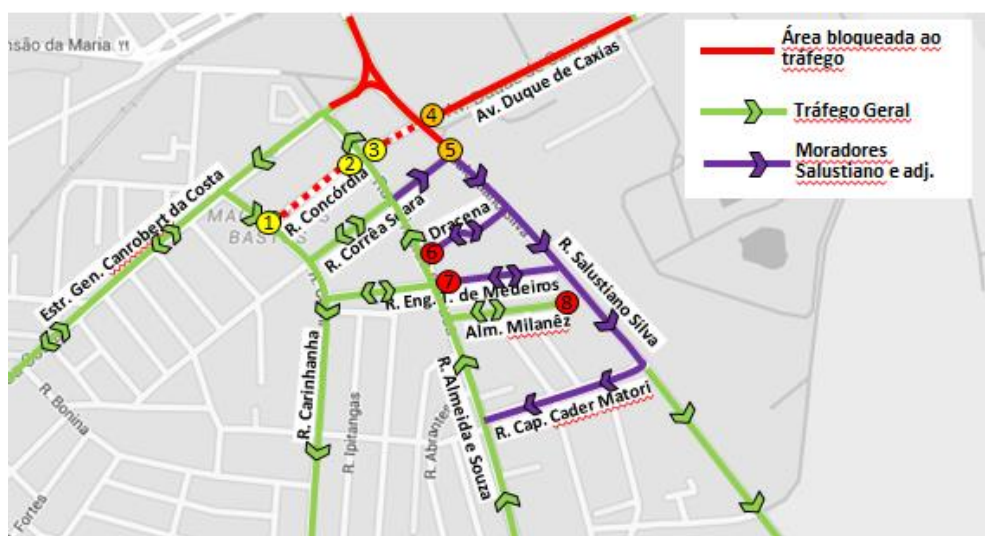 nsão da Maria
Av. Duque de Caxias
Área bloqueada ao
tráfego
Tráfego Geral
Moradores
Salustiano e adj.
4
5
3
2
1
R. Concórdia
R. Corrêa Seara
Dracena
Estr. Gen. Canrobert da Costa
6
7
8
R. Eng. T. de Medeiros
Alm. Milanêz
R. Salustiano Silva
R. Carinhanha
R. Almeida e Souza
R. Cap. Cader Matori
R. Bonina
R. Ipitangas
R. Abrantes
Fortes